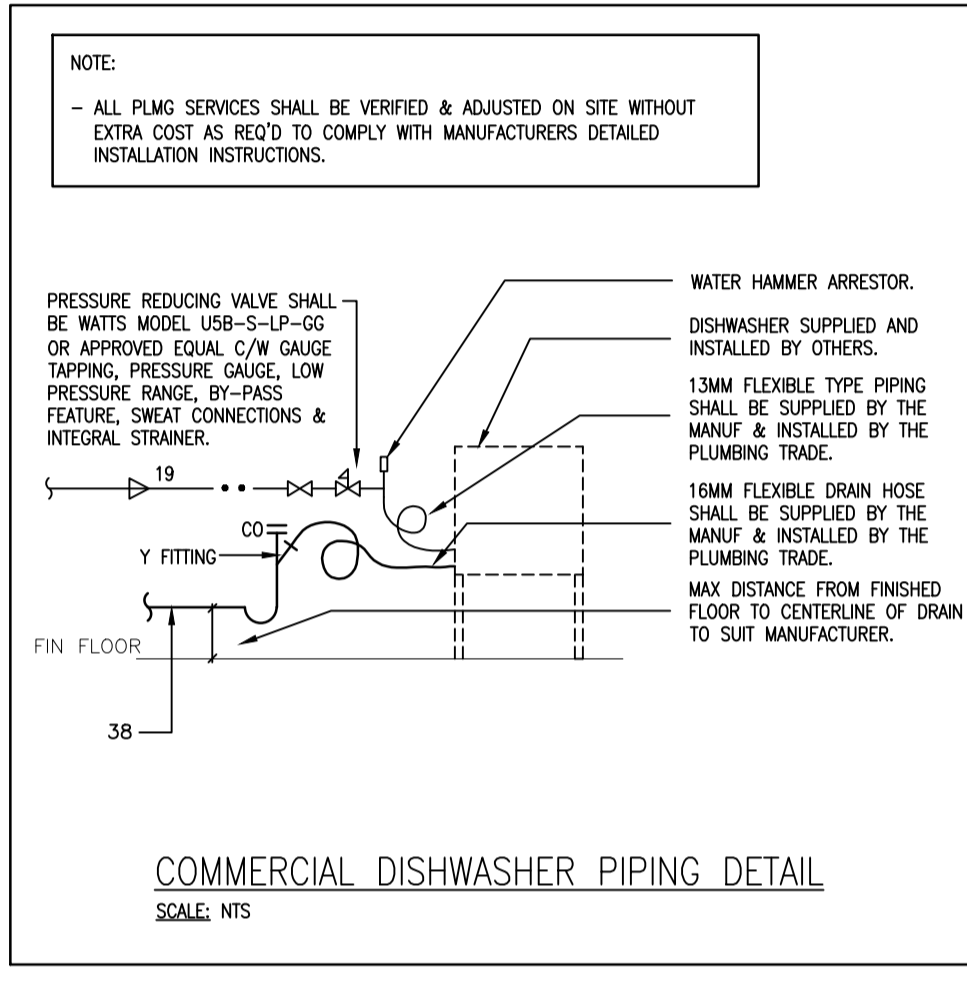 NOTE:
- ALL PLMG SERVICES SHALL BE VERIFIED & ADJUSTED ON SITE WITHOUT
EXTRA COST AS REQ'D TO COMPLY WITH MANUFACTURERS DETAILED
INSTALLATION INSTRUCTIONS.
PRESSURE REDUCING VALVE SHALL
BE WATTS MODEL U5B-S-LP-GG
OR APPROVED EQUAL C/W GAUGE
TAPPING, PRESSURE GAUGE, LOW
PRESSURE RANGE, BY-PASS
FEATURE, SWEAT CONNECTIONS &
INTEGRAL STRAINER.
19
CO
Y FITTING
FIN FLOOR
38
WATER HAMMER ARRESTOR.
DISHWASHER SUPPLIED AND
INSTALLED BY OTHERS.
13MM FLEXIBLE TYPE PIPING
SHALL BE SUPPLIED BY THE
MANUF & INSTALLED BY THE
PLUMBING TRADE.
16MM FLEXIBLE DRAIN HOSE
SHALL BE SUPPLIED BY THE
MANUF & INSTALLED BY THE
PLUMBING TRADE.
MAX DISTANCE FROM FINISHED
FLOOR TO CENTERLINE OF DRAIN
TO SUIT MANUFACTURER.
COMMERCIAL DISHWASHER PIPING DETAIL
SCALE: NTS